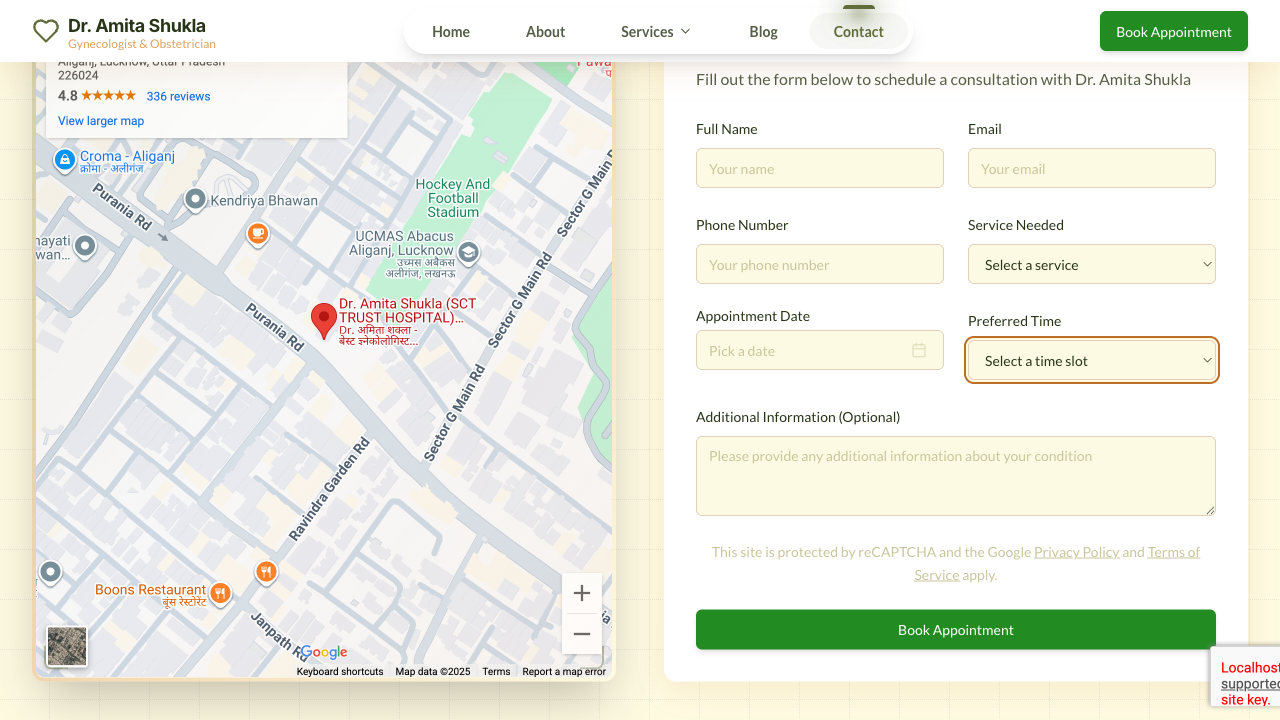 Dr. Amita Shukla
Gynecologist & Obstetrician
Home
About
Services
Blog
Contact
Book Appointment
Aliganj, Lucknow, Uttar Pradesh
226024
4.8
336 reviews
View larger map
Croma - Aliganj
क्रोमा - अलीगंज
Purania Rd
Kendriya Bhawan
Hockey And
Football
Stadium
UCMAS Abacus
Aliganj, Lucknow
उच्मस अबैकस
अलीगंज, लखनऊ
Sector G Main Rd
Dr. Amita Shukla (SCT
TRUST HOSPITAL)...
Dr. अमिता शुक्ला -
बेस्ट ज्नेकोलोगिस्ट...
Purania Rd
Sector G Main Rd
Sector G Main Rd
Ravindra Garden Rd
Boons Restaurant
बूंस रेस्टोरेंट
Janpath Rd
Google
Keyboard shortcuts
Map data ©2025
Terms
Report a map error
Fill out the form below to schedule a consultation with Dr. Amita Shukla
Full Name
Email
Your name
Your email
Phone Number
Service Needed
Your phone number
Select a service
Appointment Date
Preferred Time
Pick a date
Select a time slot
Additional Information (Optional)
Please provide any additional information about your condition
This site is protected by reCAPTCHA and the Google Privacy Policy and Terms of
Service apply.
Book Appointment
Localhost
supported
site key.